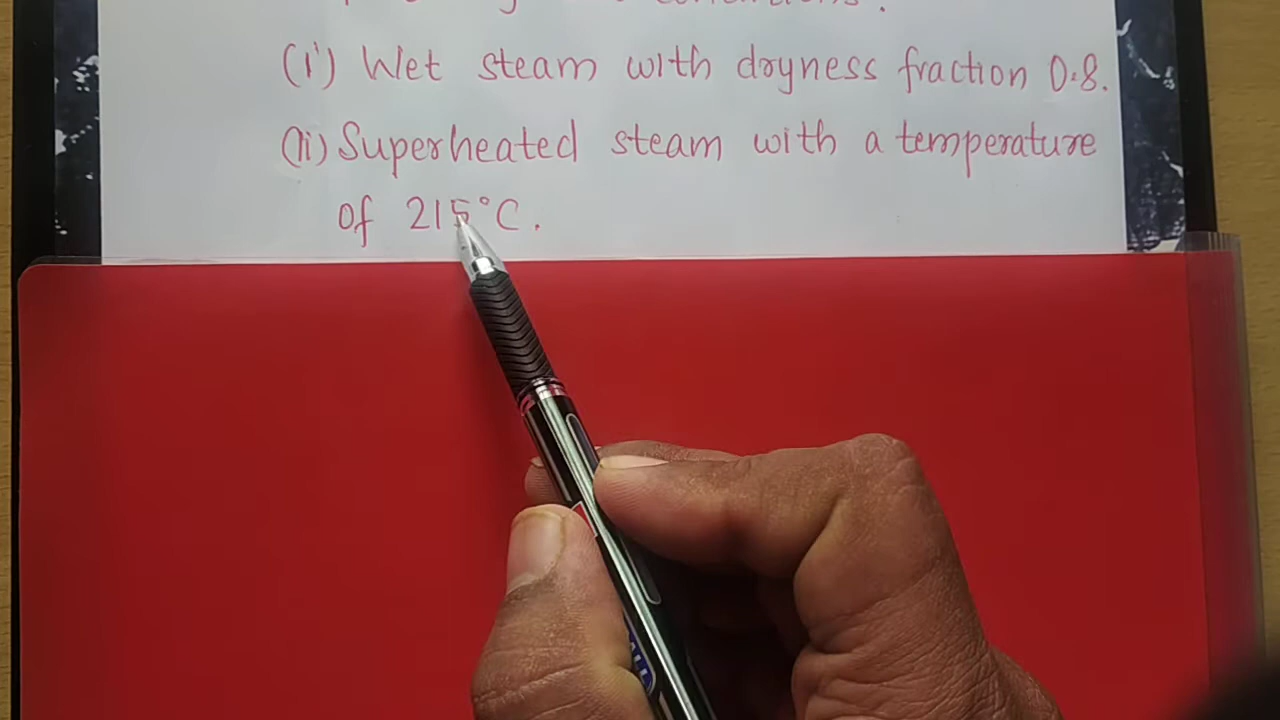 (i) Wet steam with dryness fraction 0.8.
(ii) Superheated steam with a temperature
of 215°C.